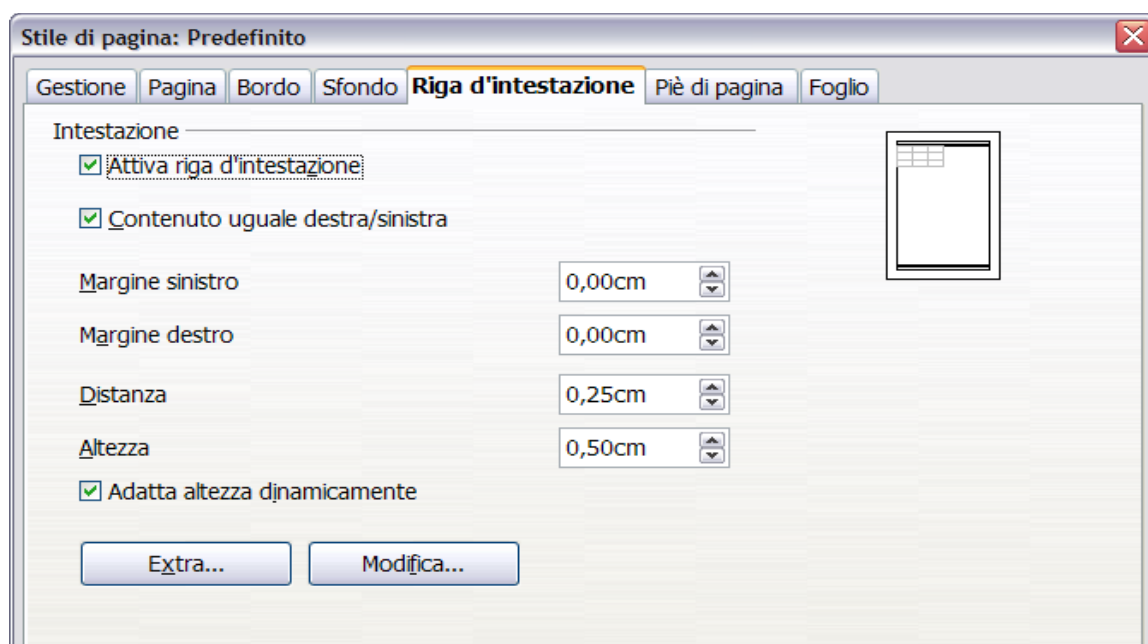 Stile di pagina: Predefinito
Gestione Pagina Bordo Sfondo Riga d'intestazione Piè di pagina Foglio
Intestazione
Attiva riga d'intestazione
Contenuto uguale destra/sinistra
Margine sinistro 0,00cm
Margine destro 0,00cm
Distanza 0,25cm
Altezza 0,50cm
Adatta altezza dinamicamente
Extra... Modifica...